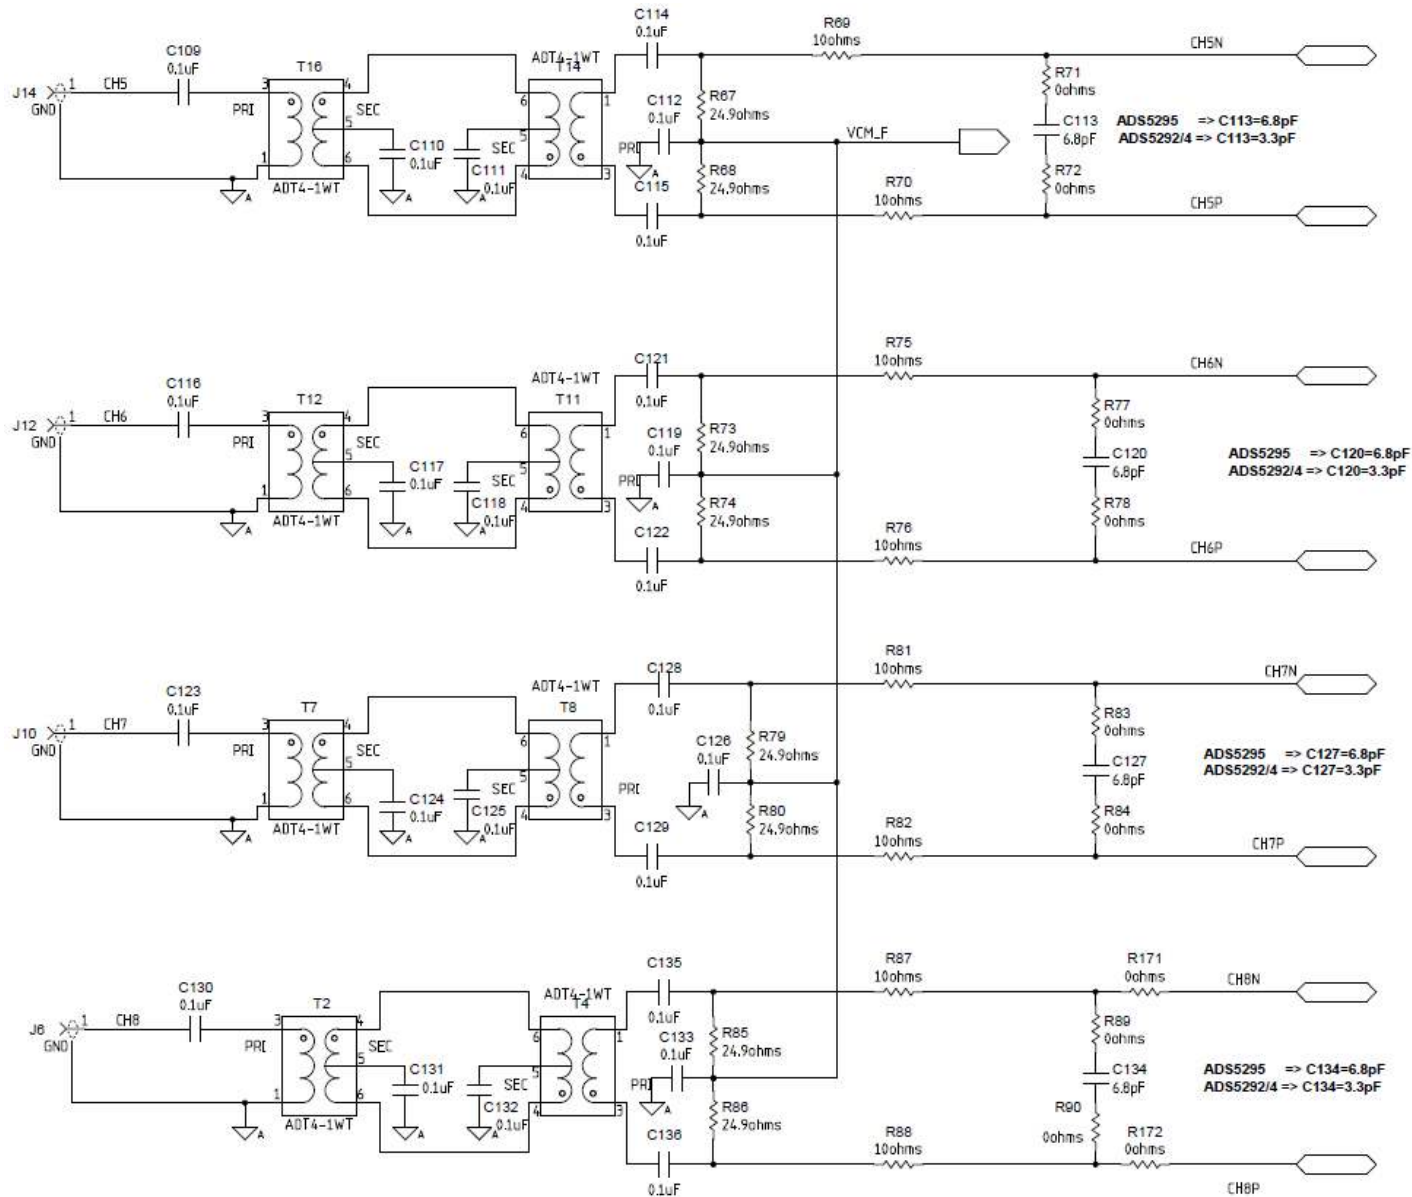 C114
0.1uF
R69
10ohms
CH5N
C109
0.1uF
T16
ADT4-1WT
T14
R71
0ohms
J14
1
CH5
3
4
6
1
R67
24.9ohms
C112
0.1uF
GND
PRI
SEC
5
C113
6.8pF
ADS5295 => C113=6.8pF
ADS5292/4 => C113=3.3pF
VCM_F
C110
0.1uF
5
SEC
PRI
C111
0.1uF
R68
24.9ohms
R72
0ohms
1
6
4
3
A
C115
R70
10ohms
A
ADT4-1WT
A
A
CH5P
0.1uF
R75
10ohms
CH6N
ADT4-1WT
C121
0.1uF
C116
0.1uF
T12
T11
R77
0ohms
J12
1
CH6
3
4
6
1
R73
24.9ohms
C119
0.1uF
GND
PRI
SEC
5
C120
6.8pF
ADS5295 => C120=6.8pF
ADS5292/4 => C120=3.3pF
C117
0.1uF
5
SEC
PRI
C118
0.1uF
R74
24.9ohms
R78
0ohms
1
6
4
3
A
C122
R76
10ohms
A
ADT4-1WT
A
A
CH6P
0.1uF
R81
10ohms
CH7N
ADT4-1WT
C128
0.1uF
C123
0.1uF
T7
T8
R83
0ohms
J10
1
CH7
3
4
6
1
C126
0.1uF
R79
24.9ohms
GND
PRI
SEC
5
C127
6.8pF
ADS5295 => C127=6.8pF
ADS5292/4 => C127=3.3pF
C124
0.1uF
5
SEC
PRI
C125
0.1uF
R80
24.9ohms
R84
0ohms
1
6
4
3
A
C129
R82
10ohms
A
ADT4-1WT
A
A
CH7P
0.1uF
C135
0.1uF
R87
10ohms
R171
0ohms
CH8N
C130
0.1uF
T2
ADT4-1WT
T4
R89
0ohms
J6
1
CH8
3
4
6
1
R85
24.9ohms
C133
0.1uF
GND
PRI
SEC
5
C134
6.8pF
ADS5295 => C134=6.8pF
ADS5292/4 => C134=3.3pF
C131
0.1uF
5
SEC
PRI
C132
0.1uF
R86
24.9ohms
R90
0ohms
1
6
4
3
A
C136
R88
10ohms
R172
0ohms
A
ADT4-1WT
A
A
0.1uF
CH8P